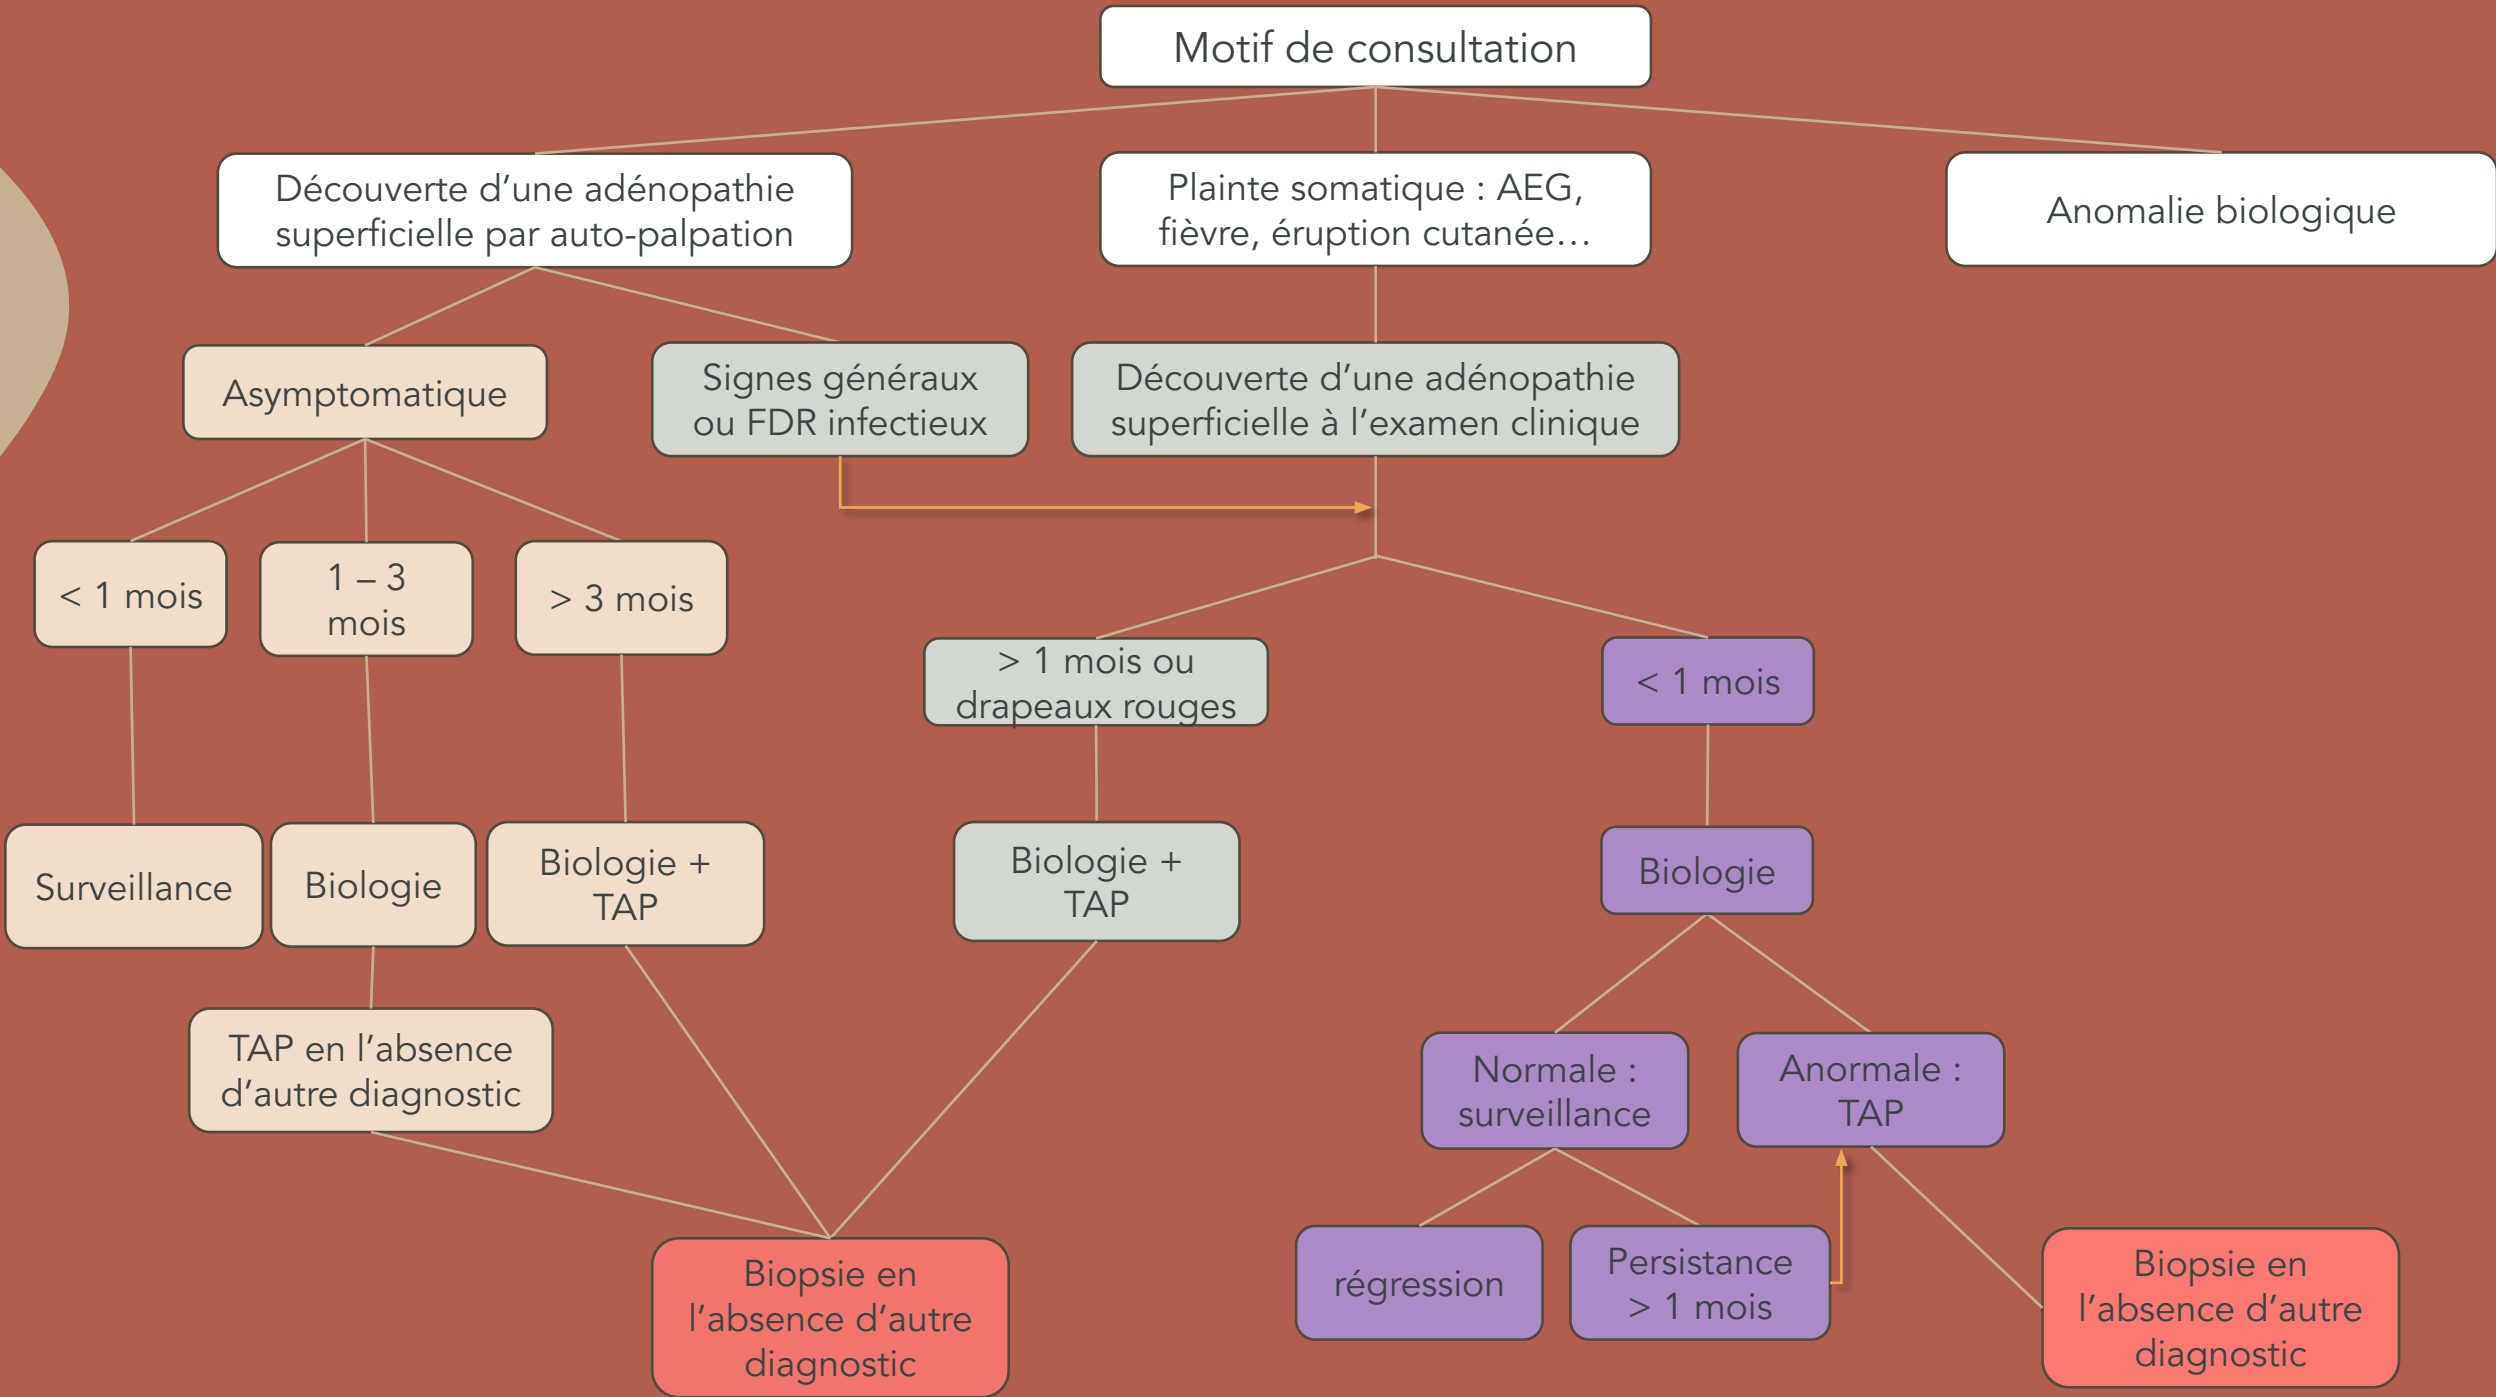 Motif de consultation
Découverte d’une adénopathie
superficielle par auto-palpation
Plainte somatique : AEG,
fièvre, éruption cutanée…
Anomalie biologique
Asymptomatique
Signes généraux
ou FDR infectieux
Découverte d’une adénopathie
superficielle à l’examen clinique
< 1 mois
1 – 3
mois
> 3 mois
> 1 mois ou
drapeaux rouges
< 1 mois
Surveillance
Biologie
Biologie +
TAP
Biologie +
TAP
Biologie
TAP en l’absence
d’autre diagnostic
Normale :
surveillance
Anormale :
TAP
Biopsie en
l’absence d’autre
diagnostic
régression
Persistance
> 1 mois
Biopsie en
l’absence d’autre
diagnostic